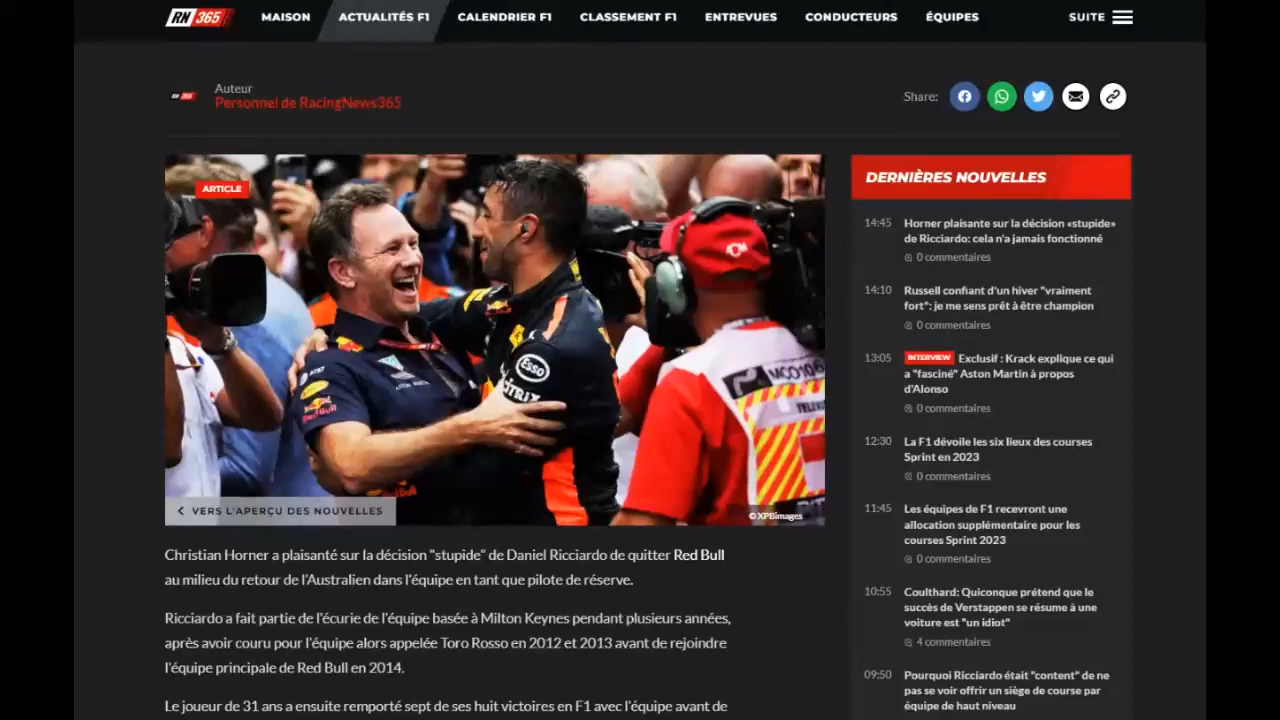 RN 365
MAISON
ACTUALITÉS F1
CALENDRIER F1
CLASSEMENT F1
ENTREVUES
CONDUCTEURS
ÉQUIPES
SUITE
Auteur
Personnel de RacingNews365
Share:
ARTICLE
Esso
CITRIX
AT&T
Red Bull
MC0106
VERS L'APERÇU DES NOUVELLES
© XPBimages
Christian Horner a plaisanté sur la décision "stupide" de Daniel Ricciardo de quitter Red Bull
au milieu du retour de l'Australien dans l'équipe en tant que pilote de réserve.
Ricciardo a fait partie de l'écurie de l'équipe basée à Milton Keynes pendant plusieurs années,
après avoir couru pour l'équipe alors appelée Toro Rosso en 2012 et 2013 avant de rejoindre
l'équipe principale de Red Bull en 2014.
Le joueur de 31 ans a ensuite remporté sept de ses huit victoires en F1 avec l'équipe avant de
DERNIÈRES NOUVELLES
14:45 Horner plaisante sur la décision «stupide»
de Ricciardo: cela n'a jamais fonctionné
0 commentaires
14:10 Russell confiant d'un hiver "vraiment
fort": je me sens prêt à être champion
0 commentaires
13:05 INTERVIEW Exclusif : Krack explique ce qui
a "fasciné" Aston Martin à propos
d'Alonso
0 commentaires
12:30 La F1 dévoile les six lieux des courses
Sprint en 2023
0 commentaires
11:45 Les équipes de F1 recevront une
allocation supplémentaire pour les
courses Sprint 2023
0 commentaires
10:55 Coulthard: Quiconque prétend que le
succès de Verstappen se résume à une
voiture est "un idiot"
4 commentaires
09:50 Pourquoi Ricciardo était "content" de ne
pas se voir offrir un siège de course par
équipe de haut niveau